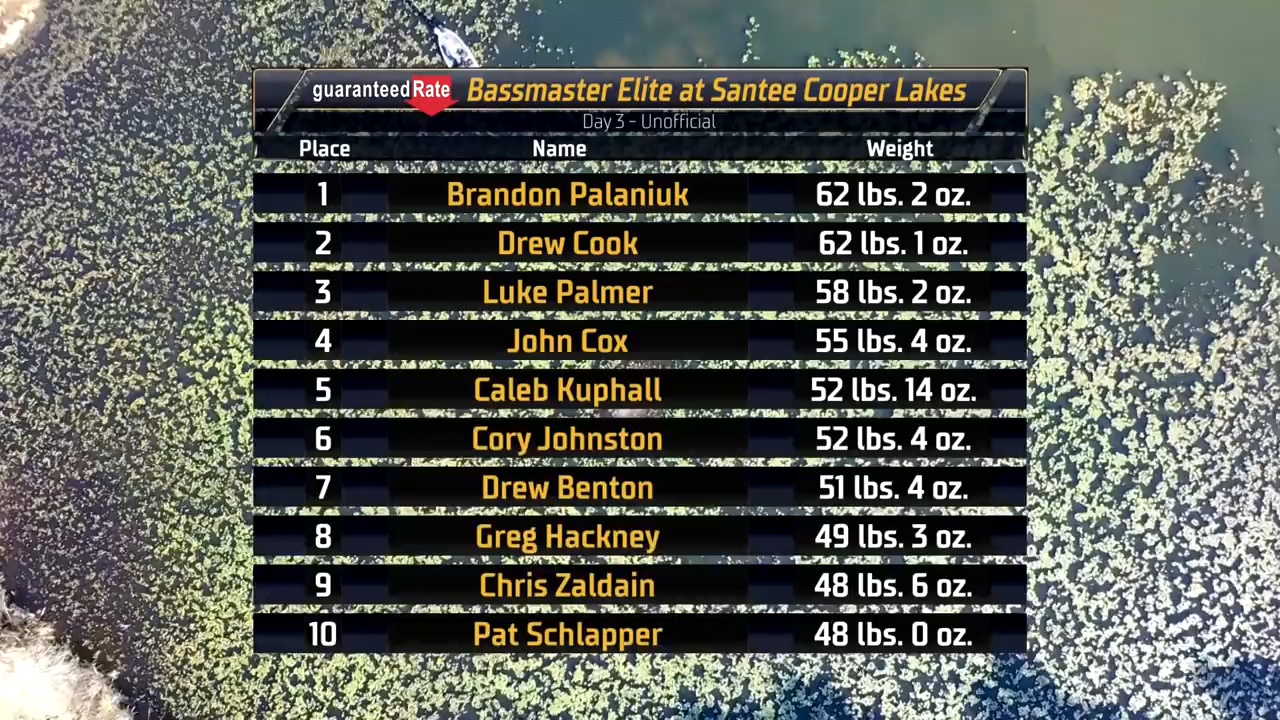 guaranteed Rate Bassmaster Elite at Santee Cooper Lakes
Day 3 - Unofficial
Place Name Weight
1 Brandon Palaniuk 62 lbs. 2 oz.
2 Drew Cook 62 lbs. 1 oz.
3 Luke Palmer 58 lbs. 2 oz.
4 John Cox 55 lbs. 4 oz.
5 Caleb Kuphall 52 lbs. 14 oz.
6 Cory Johnston 52 lbs. 4 oz.
7 Drew Benton 51 lbs. 4 oz.
8 Greg Hackney 49 lbs. 3 oz.
9 Chris Zaldain 48 lbs. 6 oz.
10 Pat Schlapper 48 lbs. 0 oz.